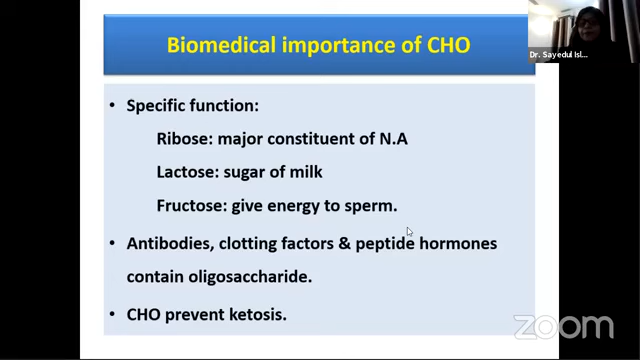 Biomedical importance of CHO
Dr. Sayedul Isl...
• Specific function:
Ribose: major constituent of N.A
Lactose: sugar of milk
Fructose: give energy to sperm.
• Antibodies, clotting factors & peptide hormones
contain oligosaccharide.
• CHO prevent ketosis.
zoom